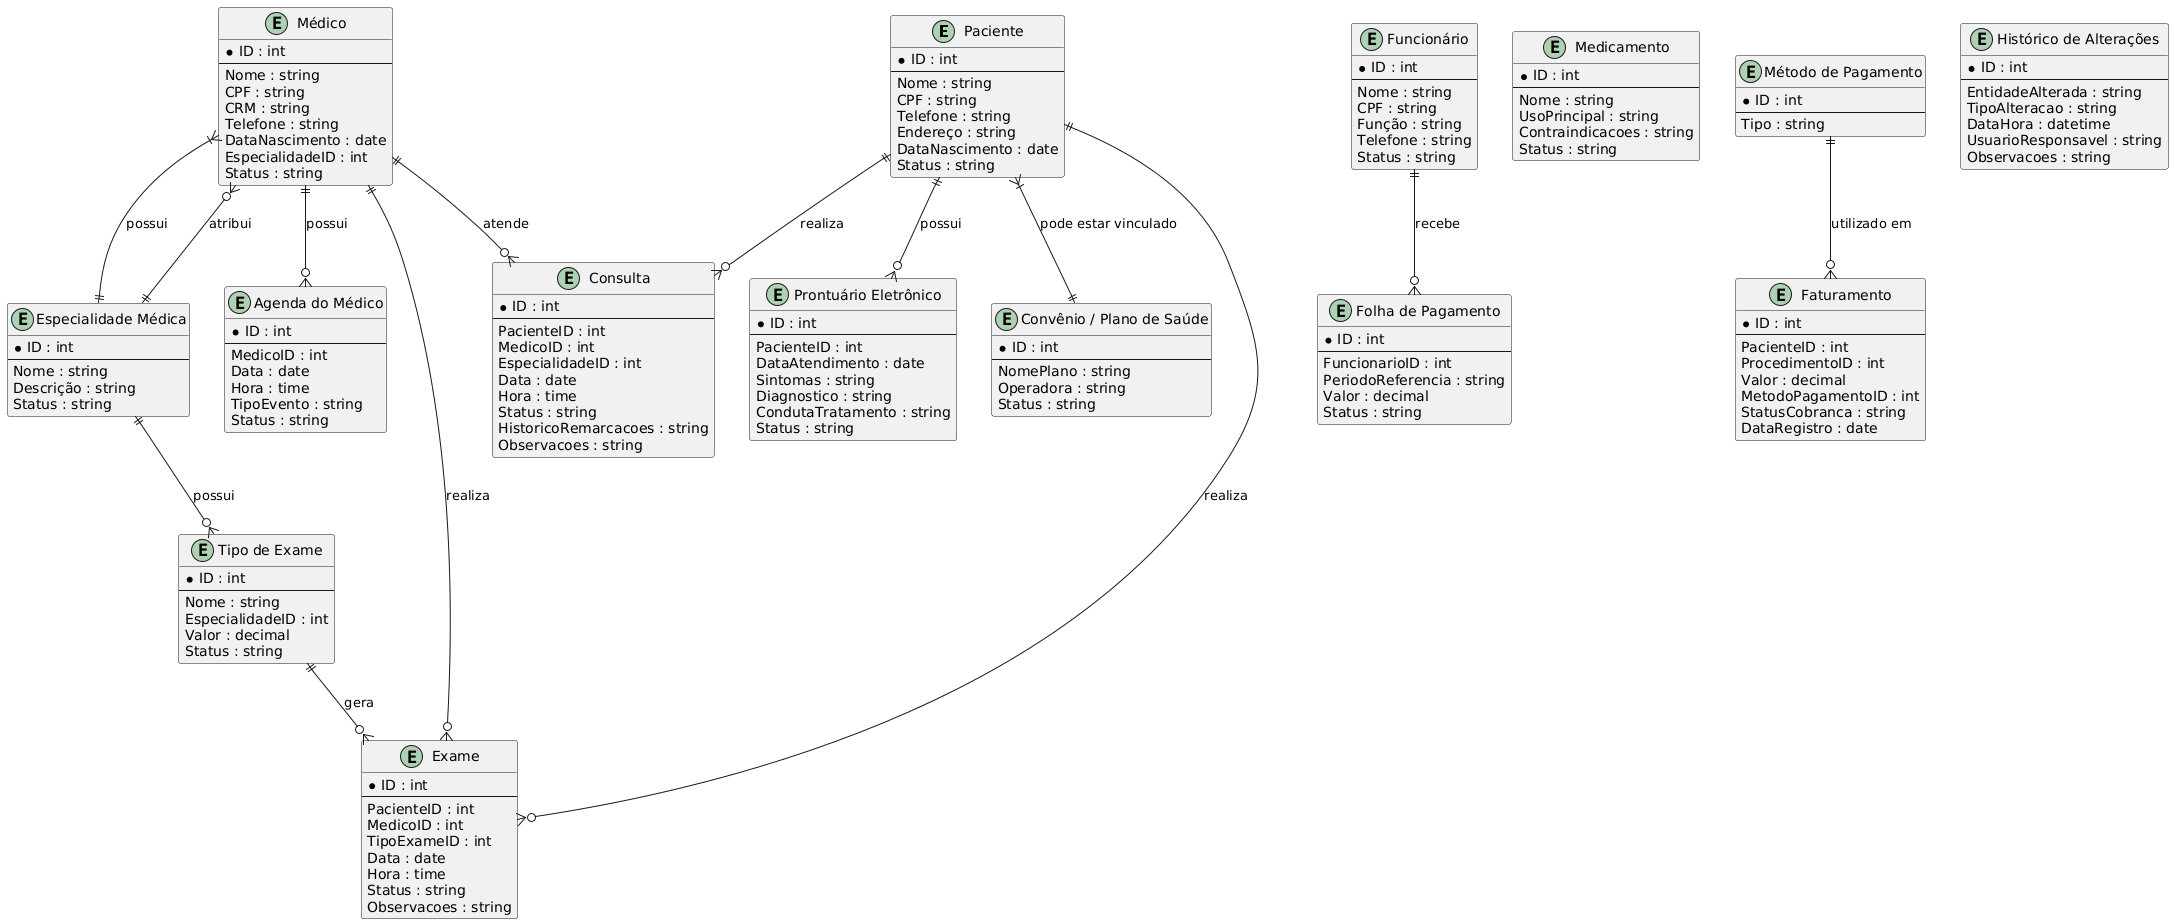 E Médico
* ID : int
Nome : string
CPF : string
CRM : string
Telefone : string
DataNascimento : date
EspecialidadeID : int
Status : string
E Paciente
* ID : int
Nome : string
CPF : string
Telefone : string
Endereço : string
DataNascimento : date
Status : string
E Funcionário
* ID : int
Nome : string
CPF : string
Função : string
Telefone : string
Status : string
E Medicamento
* ID : int
Nome : string
UsoPrincipal : string
Contraindicacoes : string
Status : string
E Método de Pagamento
* ID : int
Tipo : string
E Histórico de Alterações
* ID : int
EntidadeAlterada : string
TipoAlteracao : string
DataHora : datetime
UsuarioResponsavel : string
Observacoes : string
possui
atribui
possui
atende
realiza
possui
pode estar vinculado
recebe
utilizado em
E Especialidade Médica
* ID : int
Nome : string
Descrição : string
Status : string
E Agenda do Médico
* ID : int
MedicoID : int
Data : date
Hora : time
TipoEvento : string
Status : string
E Consulta
* ID : int
PacienteID : int
MedicoID : int
EspecialidadeID : int
Data : date
Hora : time
Status : string
HistoricoRemarcacoes : string
Observacoes : string
E Prontuário Eletrônico
* ID : int
PacienteID : int
DataAtendimento : date
Sintomas : string
Diagnostico : string
CondutaTratamento : string
Status : string
E Convênio / Plano de Saúde
* ID : int
NomePlano : string
Operadora : string
Status : string
E Folha de Pagamento
* ID : int
FuncionarioID : int
PeriodoReferencia : string
Valor : decimal
Status : string
E Faturamento
* ID : int
PacienteID : int
ProcedimentoID : int
Valor : decimal
MetodoPagamentoID : int
StatusCobranca : string
DataRegistro : date
possui
realiza
realiza
E Tipo de Exame
* ID : int
Nome : string
EspecialidadeID : int
Valor : decimal
Status : string
gera
E Exame
* ID : int
PacienteID : int
MedicoID : int
TipoExameID : int
Data : date
Hora : time
Status : string
Observacoes : string